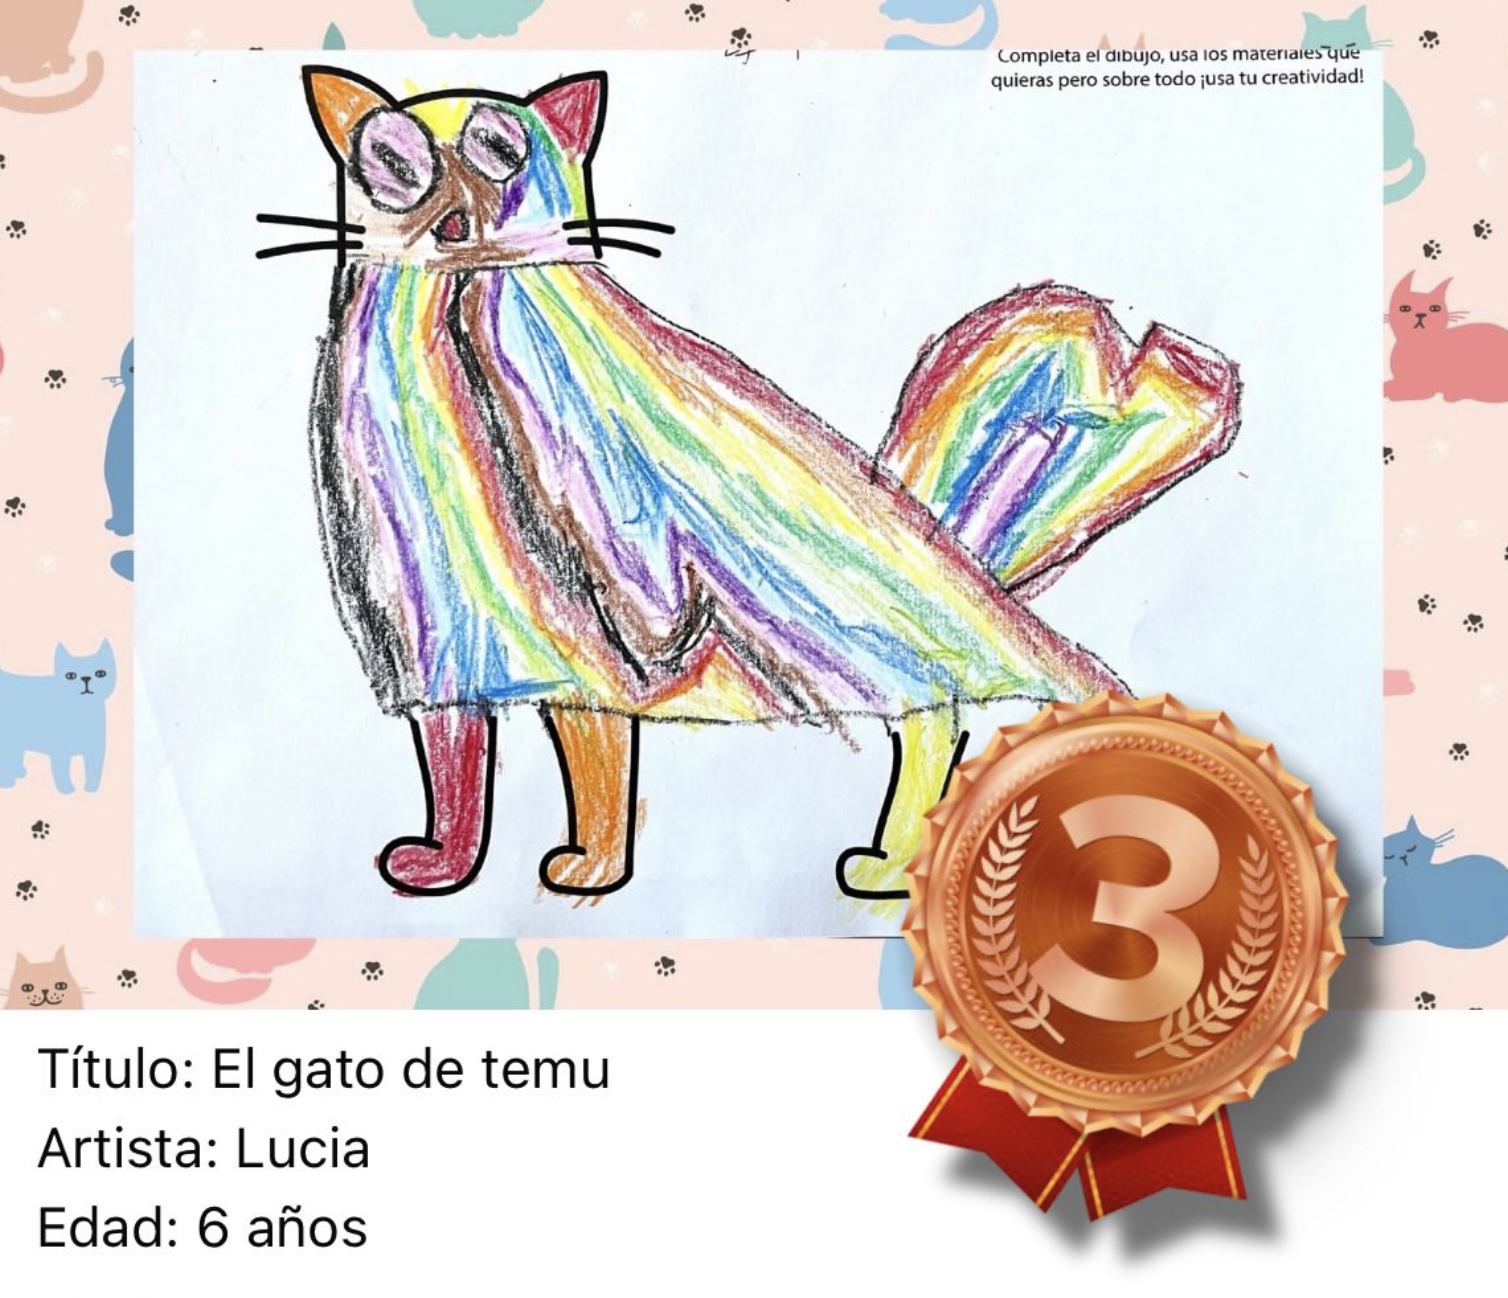 Completa el dibujo, usa los materiales que
quieras pero sobre todo ¡usa tu creatividad!
3
Título: El gato de temu
Artista: Lucia
Edad: 6 años